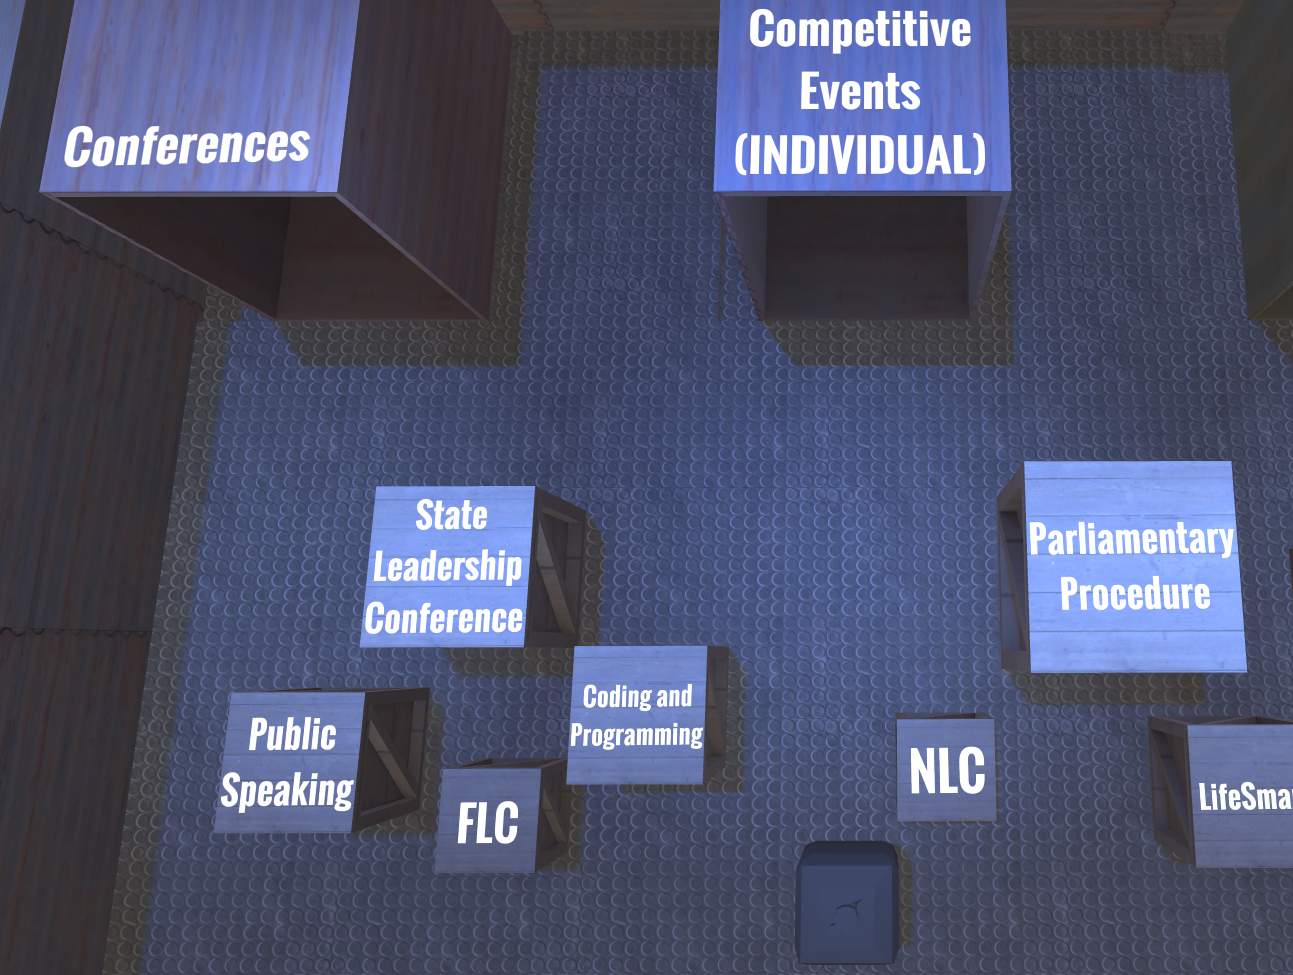 Conferences
Competitive
Events
(INDIVIDUAL)
State
Leadership
Conference
Parliamentary
Procedure
Public
Speaking
FLC
Coding and
Programming
NLC